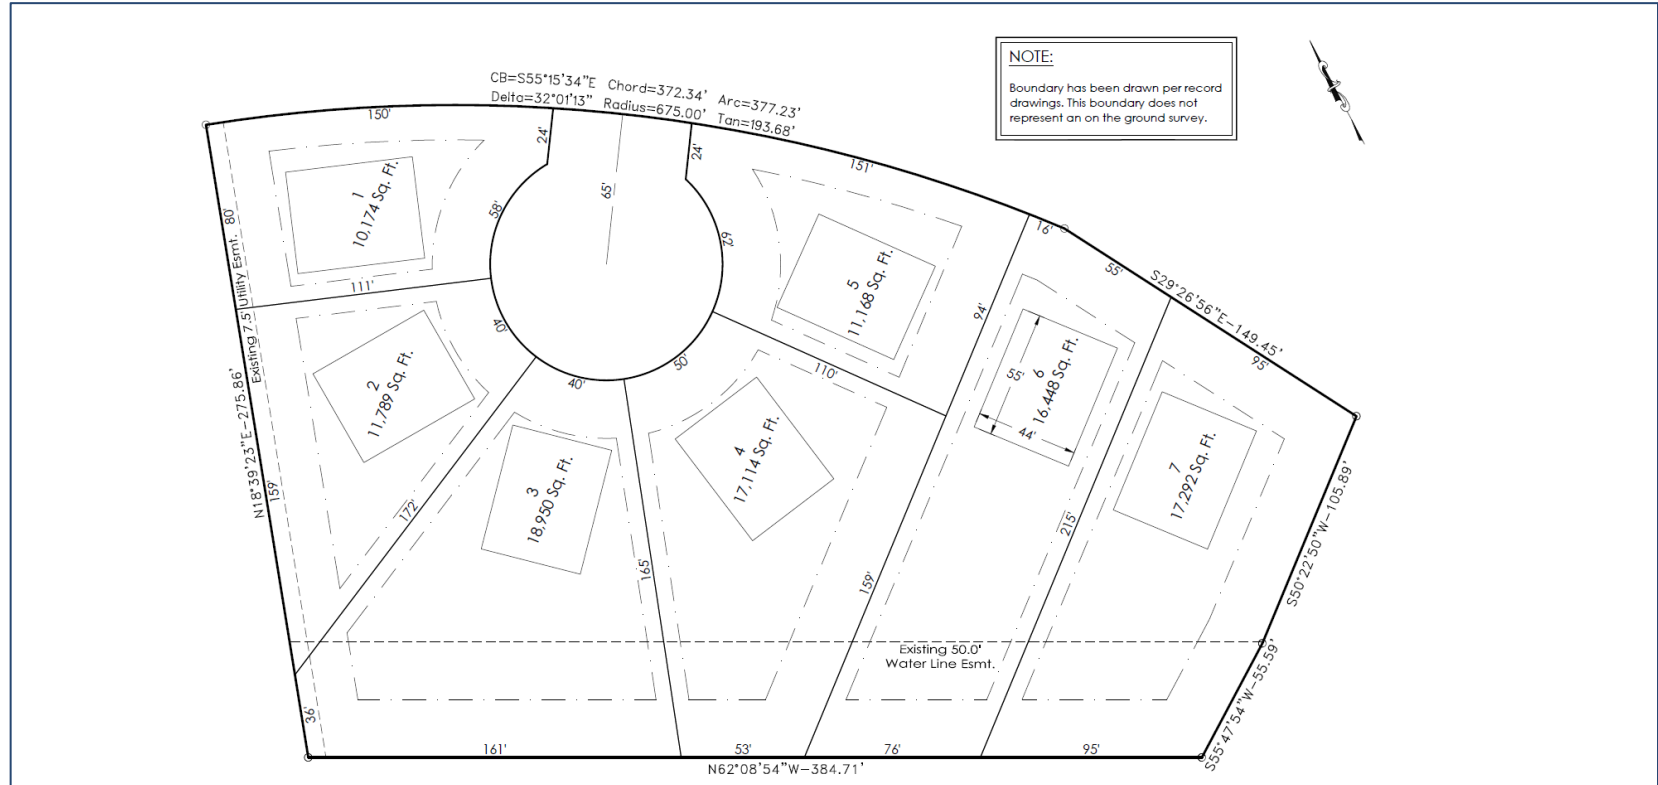 CB=S55°15'34"E Chord=372.34' Arc=377.23'
Delta=32°01'13" Radius=675.00' Tan=193.68'
NOTE:
Boundary has been drawn per record
drawings. This boundary does not
represent an on the ground survey.
150'
24'
24'
65'
151'
16'
55'
S29°26'56"E-149.45'
95'
1
10,174 Sq. Ft.
58'
62'
80'
Existing 7.5' Utility Esmt.
111'
40'
40'
50'
110'
94'
5
11,168 Sq. Ft.
2
11,789 Sq. Ft.
6
16,448 Sq. Ft.
55'
44'
N18°39'23"E-275.86'
159'
172'
3
18,950 Sq. Ft.
4
17,114 Sq. Ft.
7
17,292 Sq. Ft.
165'
159'
215'
S50°22'50"W-105.89'
Existing 50.0'
Water Line Esmt.
S55°47'54"W-55.59'
36'
161'
53'
76'
95'
N62°08'54"W-384.71'